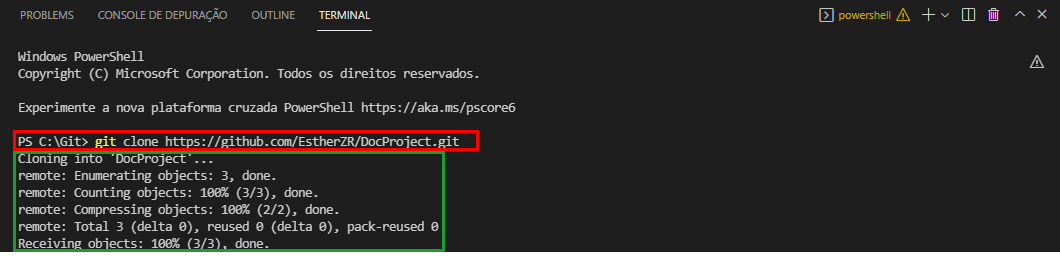 PROBLEMS CONSOLE DE DEPURAÇÃO OUTLINE TERMINAL powershell
Windows PowerShell
Copyright (C) Microsoft Corporation. Todos os direitos reservados.
Experimente a nova plataforma cruzada PowerShell https://aka.ms/pscore6
PS C:\Git> git clone https://github.com/EstherZR/DocProject.git
Cloning into 'DocProject'...
remote: Enumerating objects: 3, done.
remote: Counting objects: 100% (3/3), done.
remote: Compressing objects: 100% (2/2), done.
remote: Total 3 (delta 0), reused 0 (delta 0), pack-reused 0
Receiving objects: 100% (3/3), done.